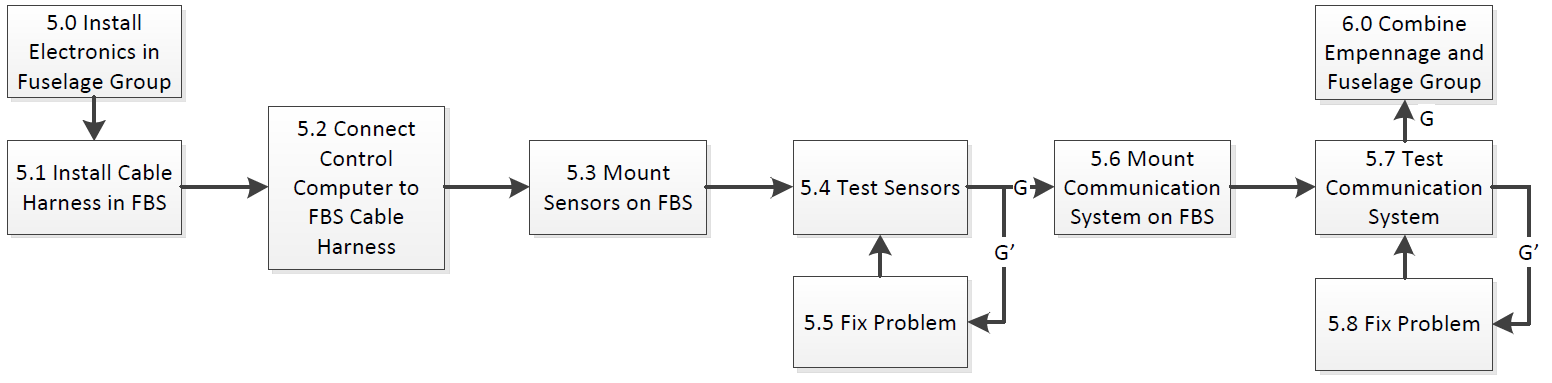 5.0 Install
Electronics in
Fuselage Group
5.1 Install Cable
Harness in FBS
5.2 Connect
Control
Computer to
FBS Cable
Harness
5.3 Mount
Sensors on FBS
5.4 Test Sensors
G
G’
5.5 Fix Problem
5.6 Mount
Communication
System on FBS
5.7 Test
Communication
System
G
G’
5.8 Fix Problem
6.0 Combine
Empennage and
Fuselage Group